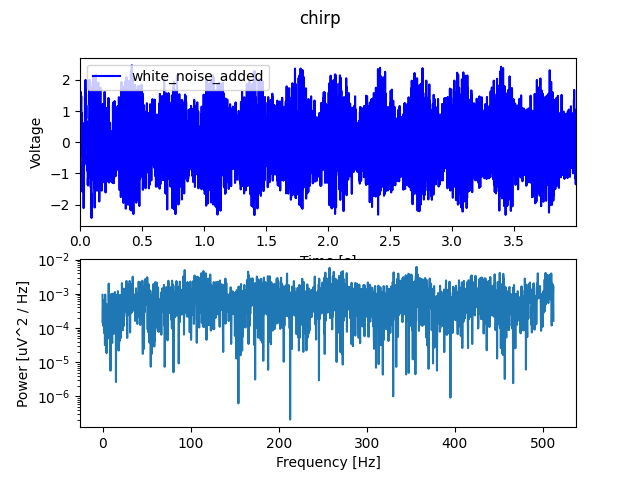 chirp
white_noise_added
2
1
0
−1
−2
Voltage
0.0 0.5 1.0 1.5 2.0 2.5 3.0 3.5
Time [s]
10^−2
10^−3
10^−4
10^−5
10^−6
Power [uV^2 / Hz]
0 100 200 300 400 500
Frequency [Hz]